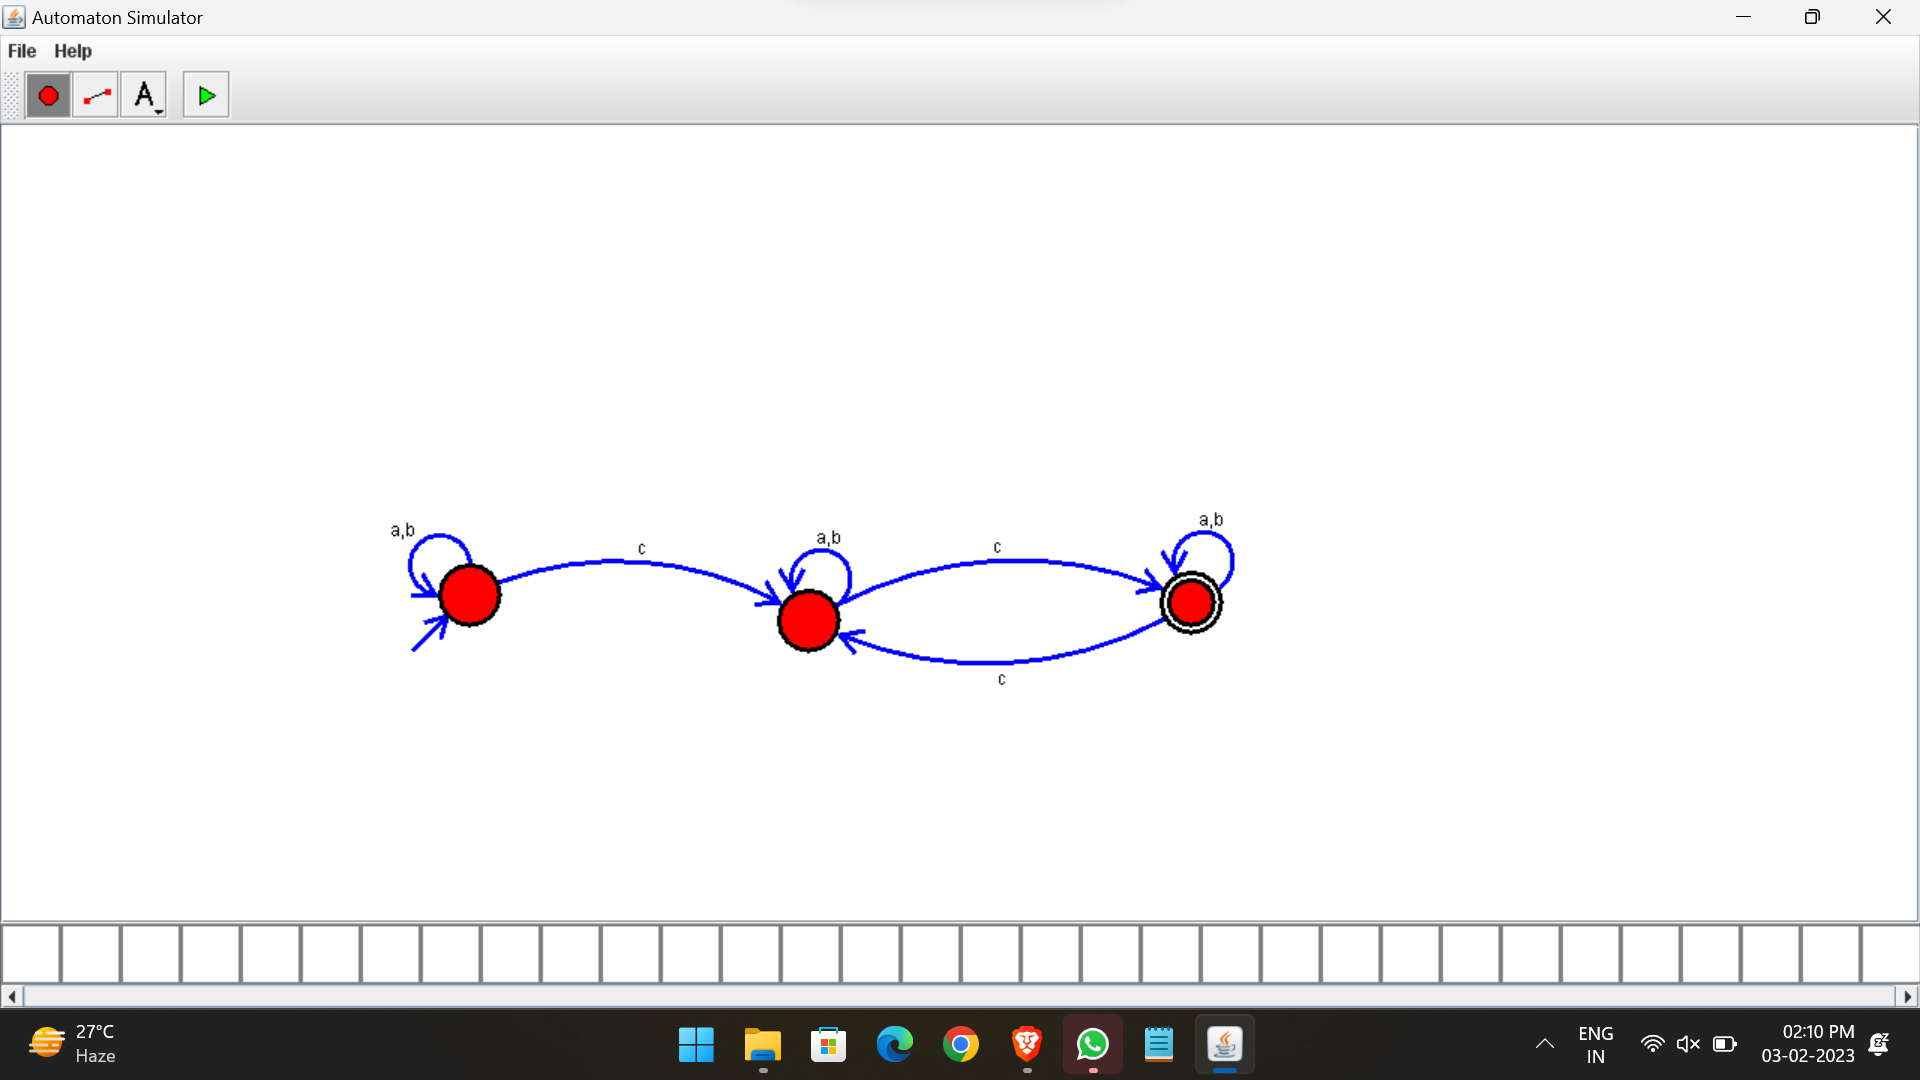 Automaton Simulator
File Help
A
a,b
c
a,b
c
a,b
c
27°C
Haze
ENG
IN
02:10 PM
03-02-2023